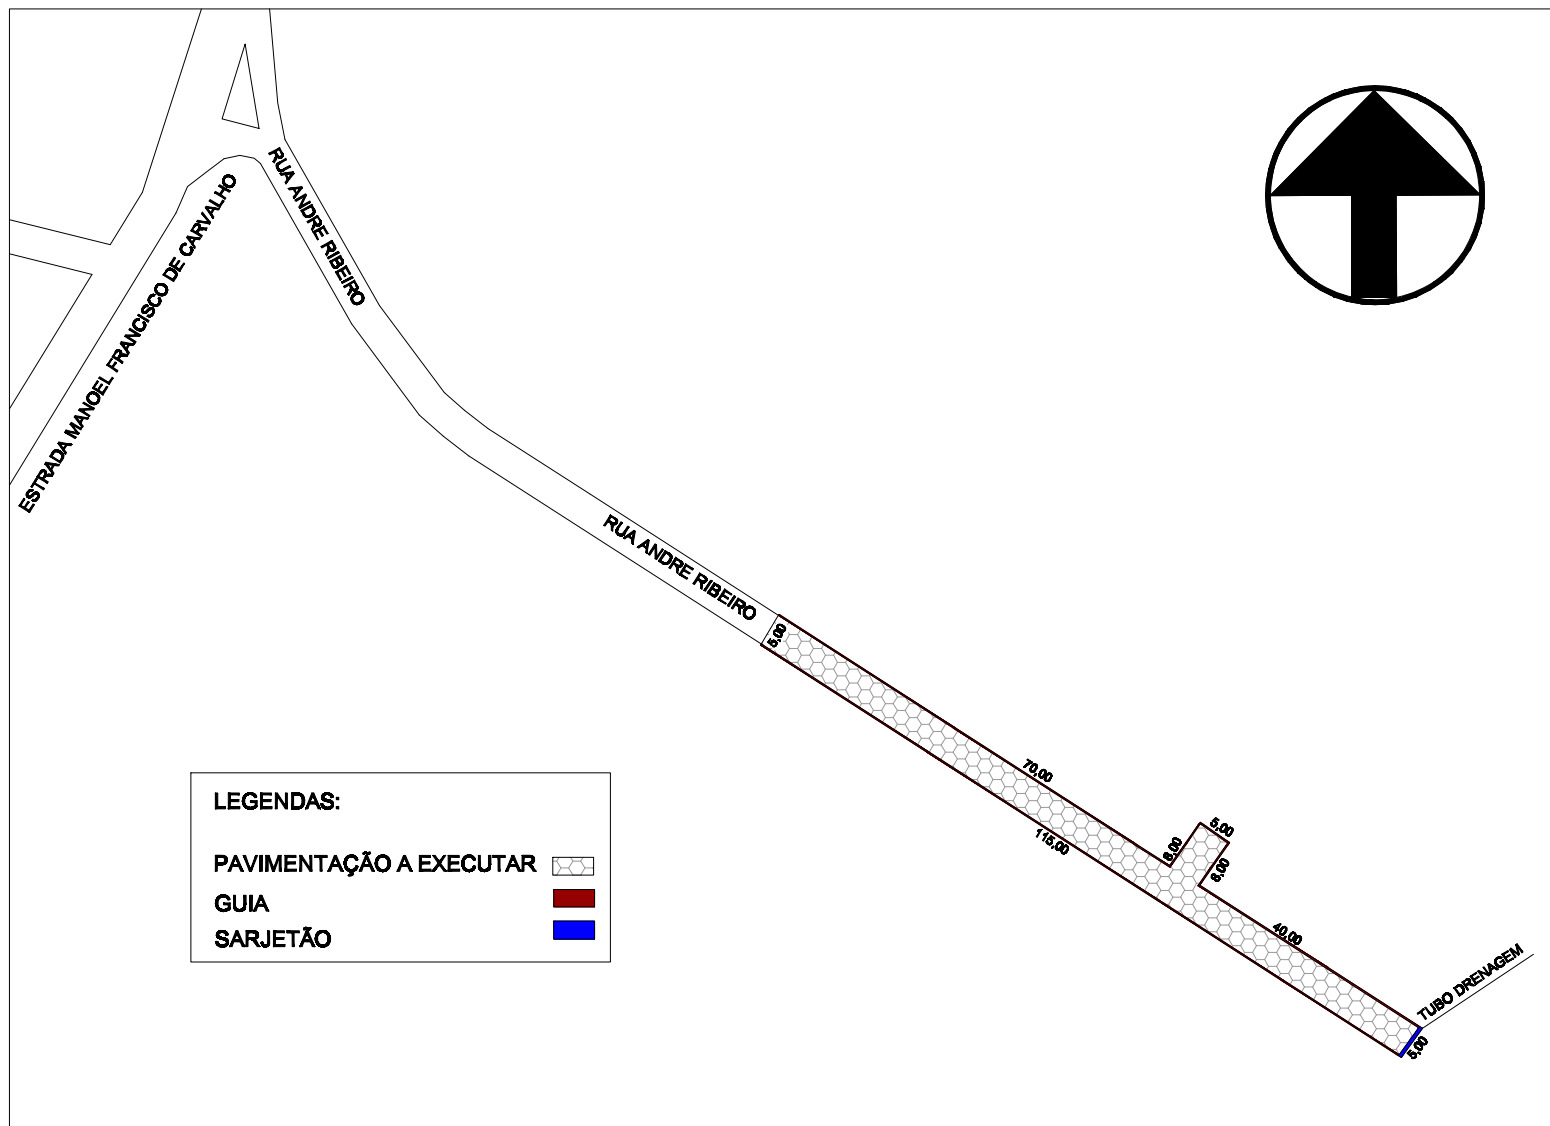 RUA ANDRE RIBEIRO
ESTRADA MANOEL FRANCISCO DE CARVALHO
RUA ANDRE RIBEIRO
5,00
70,00
115,00
8,00
5,00
8,00
40,00
TUBO DRENAGEM
5,00
LEGENDAS:
PAVIMENTAÇÃO A EXECUTAR
GUIA
SARJETÃO